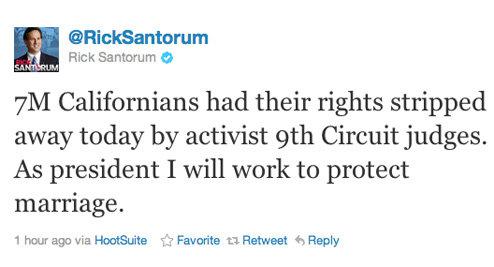 @RickSantorum
Rick Santorum
RICK
SANTORUM
7M Californians had their rights stripped
away today by activist 9th Circuit judges.
As president I will work to protect
marriage.
1 hour ago via HootSuite Favorite Retweet Reply